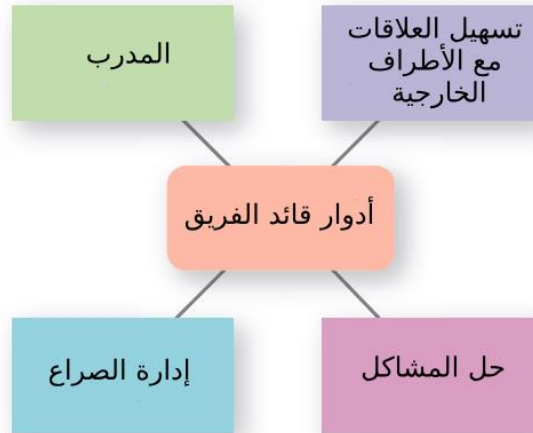 تسهيل العلاقات
مع الأطراف
الخارجية
المدرب
أدوار قائد الفريق
حل المشاكل
إدارة الصراع